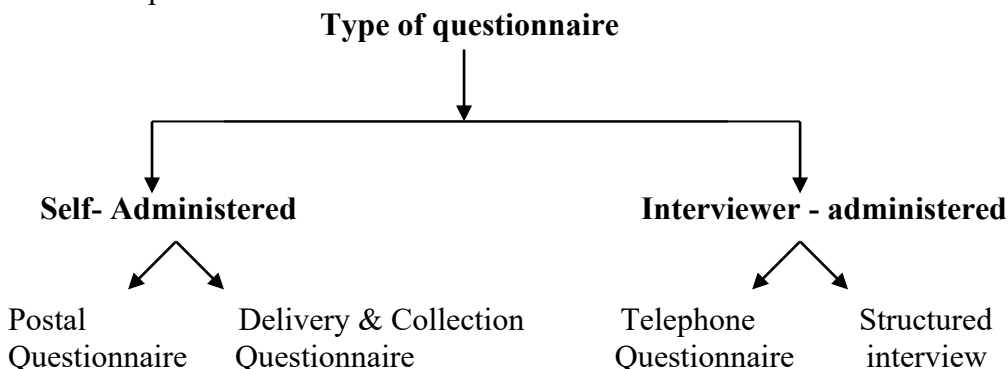 Type of questionnaire
Self- Administered Interviewer - administered
Postal Delivery & Collection Telephone Structured
Questionnaire Questionnaire Questionnaire interview